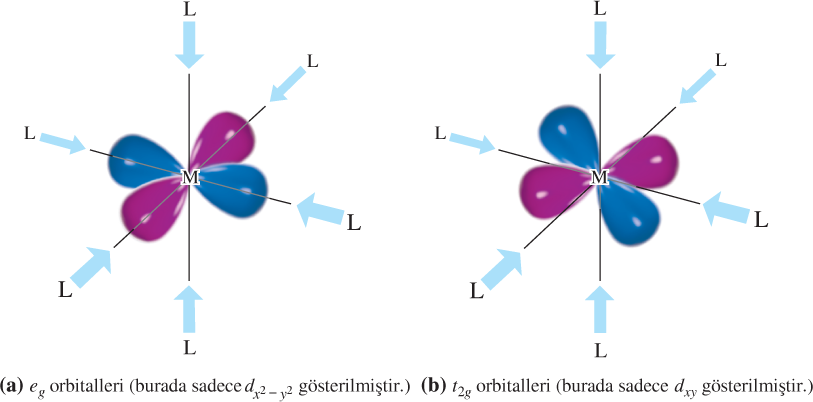 L L
L L
L L
M M
L L
L L
L L
(a) e_g orbitalleri (burada sadece d_{x²−y²} gösterilmiştir.) (b) t_{2g} orbitalleri (burada sadece d_{xy} gösterilmiştir.)